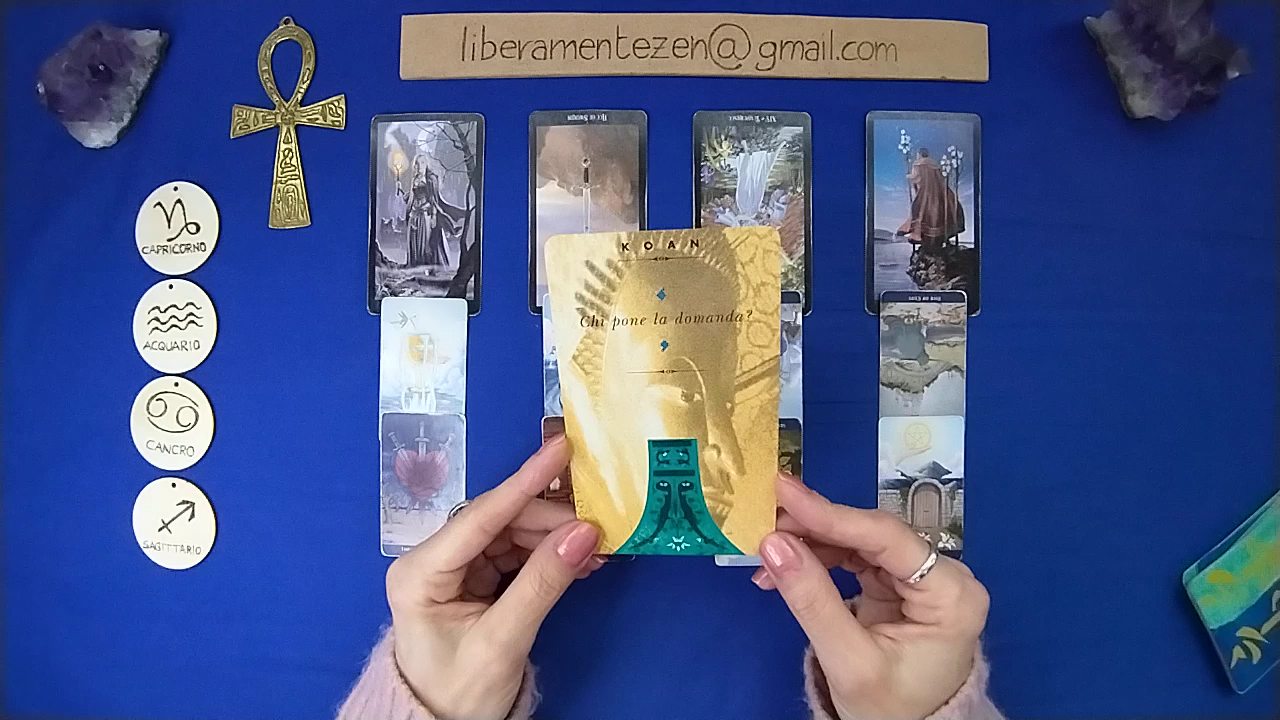 liberamentezen@gmail.com
CAPRICORNO
ACQUARIO
CANCRO
SAGITTARIO
KOAN
Chi pone la domanda?